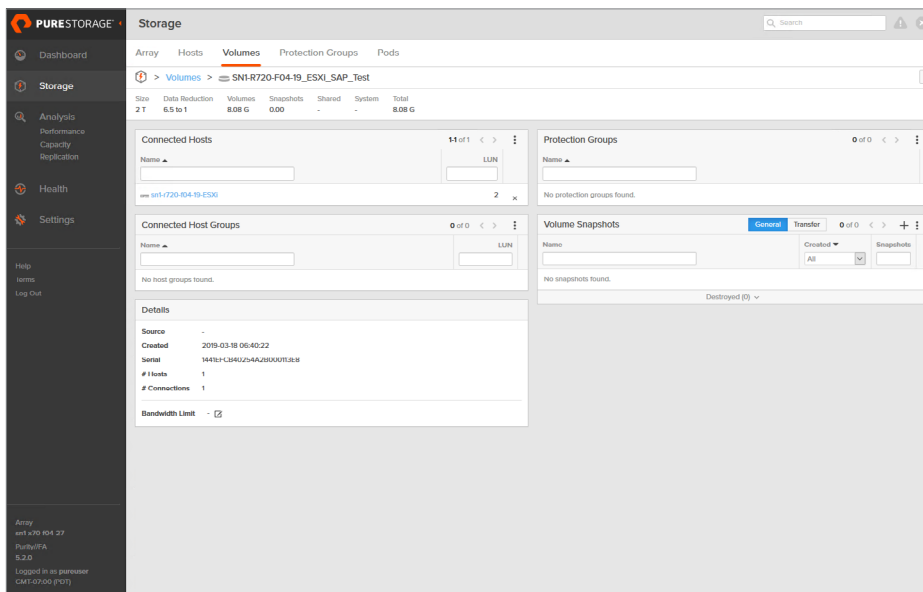 PURESTORAGE®
Storage
Search
Dashboard
Storage
Analysis
Performance
Capacity
Replication
Health
Settings
Help
Terms
Log Out
Array
sn1 x70 f04 27
Purity//FA
5.2.0
Logged in as pureuser
GMT-07:00 (PDT)
Array Hosts Volumes Protection Groups Pods
> Volumes > SN1-R720-F04-19_ESXI_SAP_Test
Size Data Reduction Volumes Snapshots Shared System Total
2 T 6.5 to 1 8.08 G 0.00 - - 8.08 G
Connected Hosts 1-1 of 1 < >
Name ▲ LUN
sn1-r720-f04-19-ESXi 2 x
Connected Host Groups 0 of 0 < >
Name ▲ LUN
No host groups found.
Details
Source -
Created 2019-03-18 06:40:22
Serial 1441EFCB40254A2B000113EB
# Hosts 1
# Connections 1
Bandwidth Limit -
Protection Groups 0 of 0 < >
Name ▲
No protection groups found.
Volume Snapshots General Transfer 0 of 0 < > +
Name Created ▼ Snapshots
All
No snapshots found.
Destroyed (0)